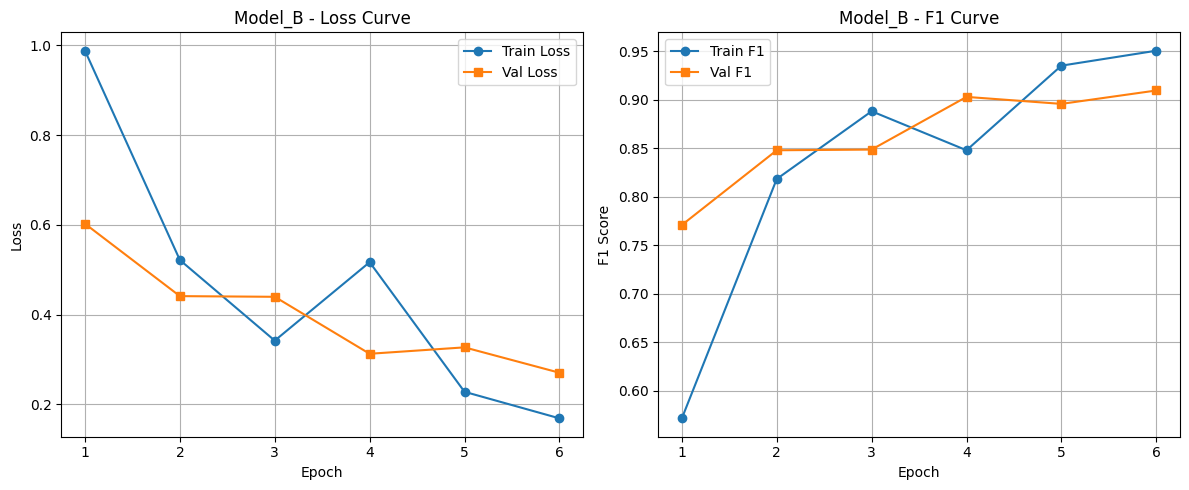 Model_B - Loss Curve
1.0
0.8
0.6
0.4
0.2
Loss
Train Loss
Val Loss
1 2 3 4 5 6
Epoch
Model_B - F1 Curve
0.95
0.90
0.85
0.80
0.75
0.70
0.65
0.60
F1 Score
Train F1
Val F1
1 2 3 4 5 6
Epoch